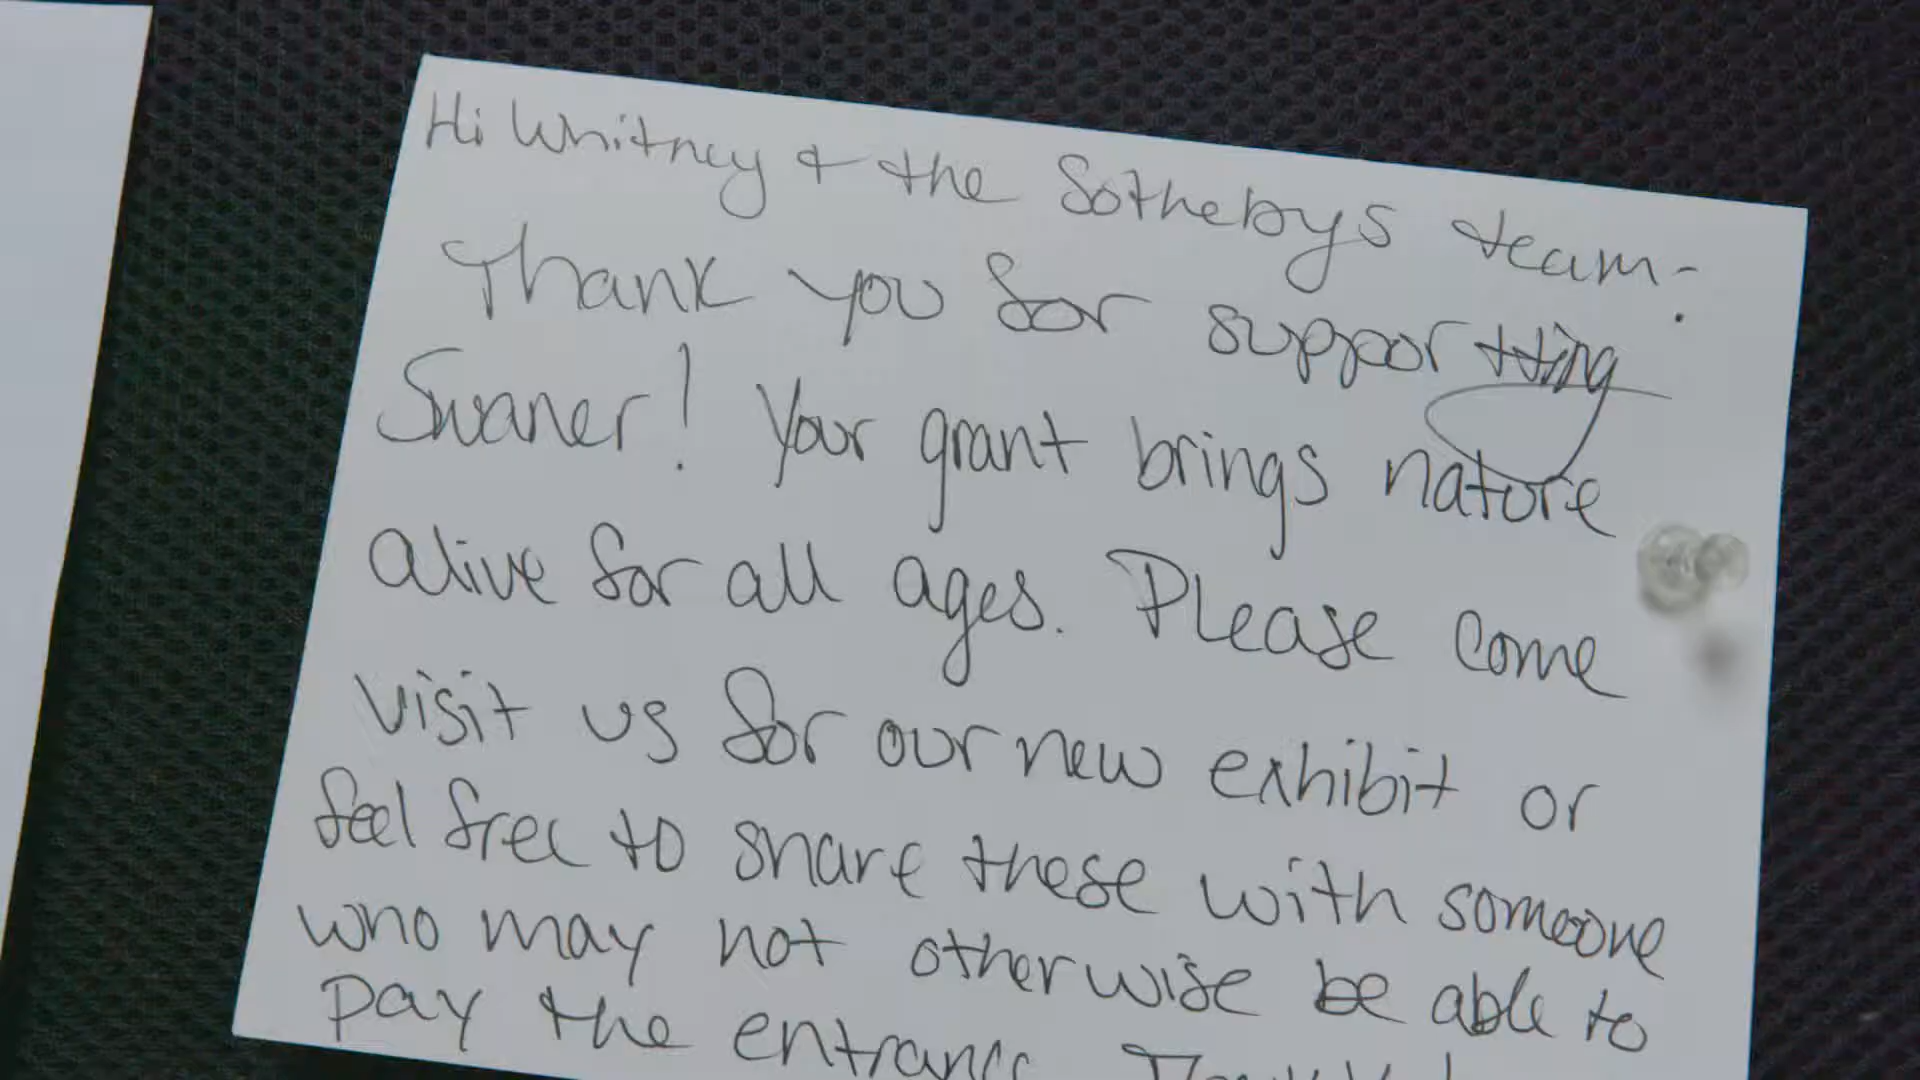 Hi Whitney & the Sothebys team:
Thank you for supporting
Swaner! Your grant brings nature
alive for all ages. Please come
visit us for our new exhibit or
feel free to share these with someone
who may not otherwise be able to
pay the entrance